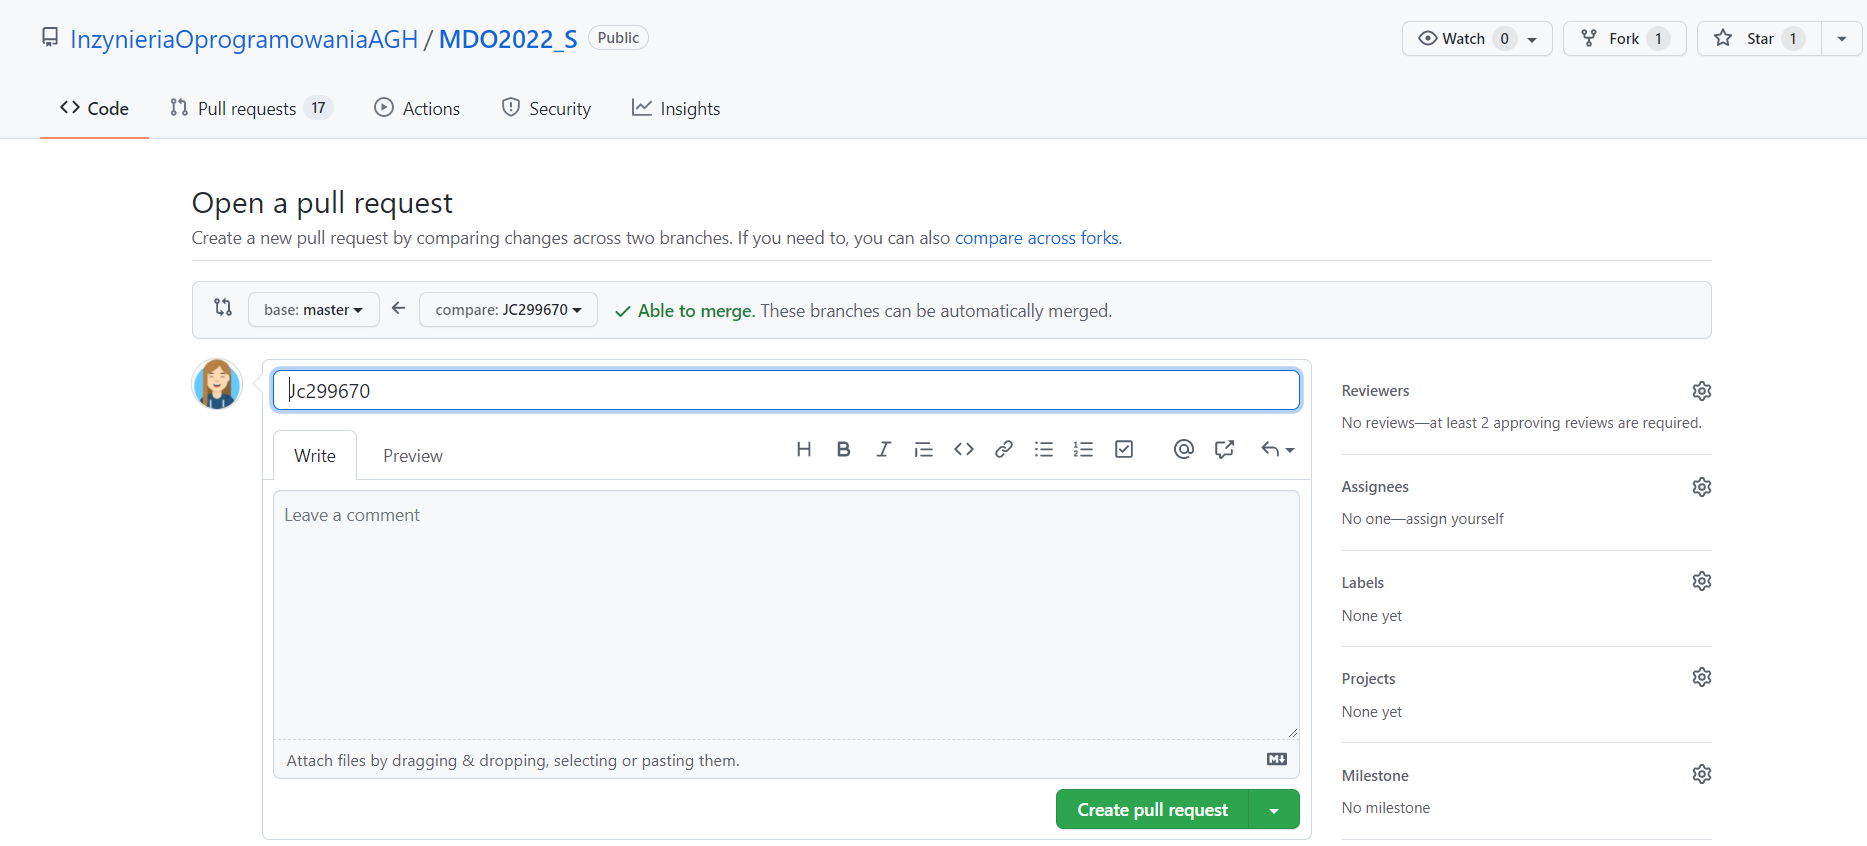 InzynieriaOprogramowaniaAGH / MDO2022_S Public Watch 0 Fork 1 Star 1
Code Pull requests 17 Actions Security Insights
Open a pull request
Create a new pull request by comparing changes across two branches. If you need to, you can also compare across forks.
base: master compare: JC299670 Able to merge. These branches can be automatically merged.
Jc299670
Write Preview
Leave a comment
Attach files by dragging & dropping, selecting or pasting them.
Create pull request
Reviewers
No reviews—at least 2 approving reviews are required.
Assignees
No one—assign yourself
Labels
None yet
Projects
None yet
Milestone
No milestone